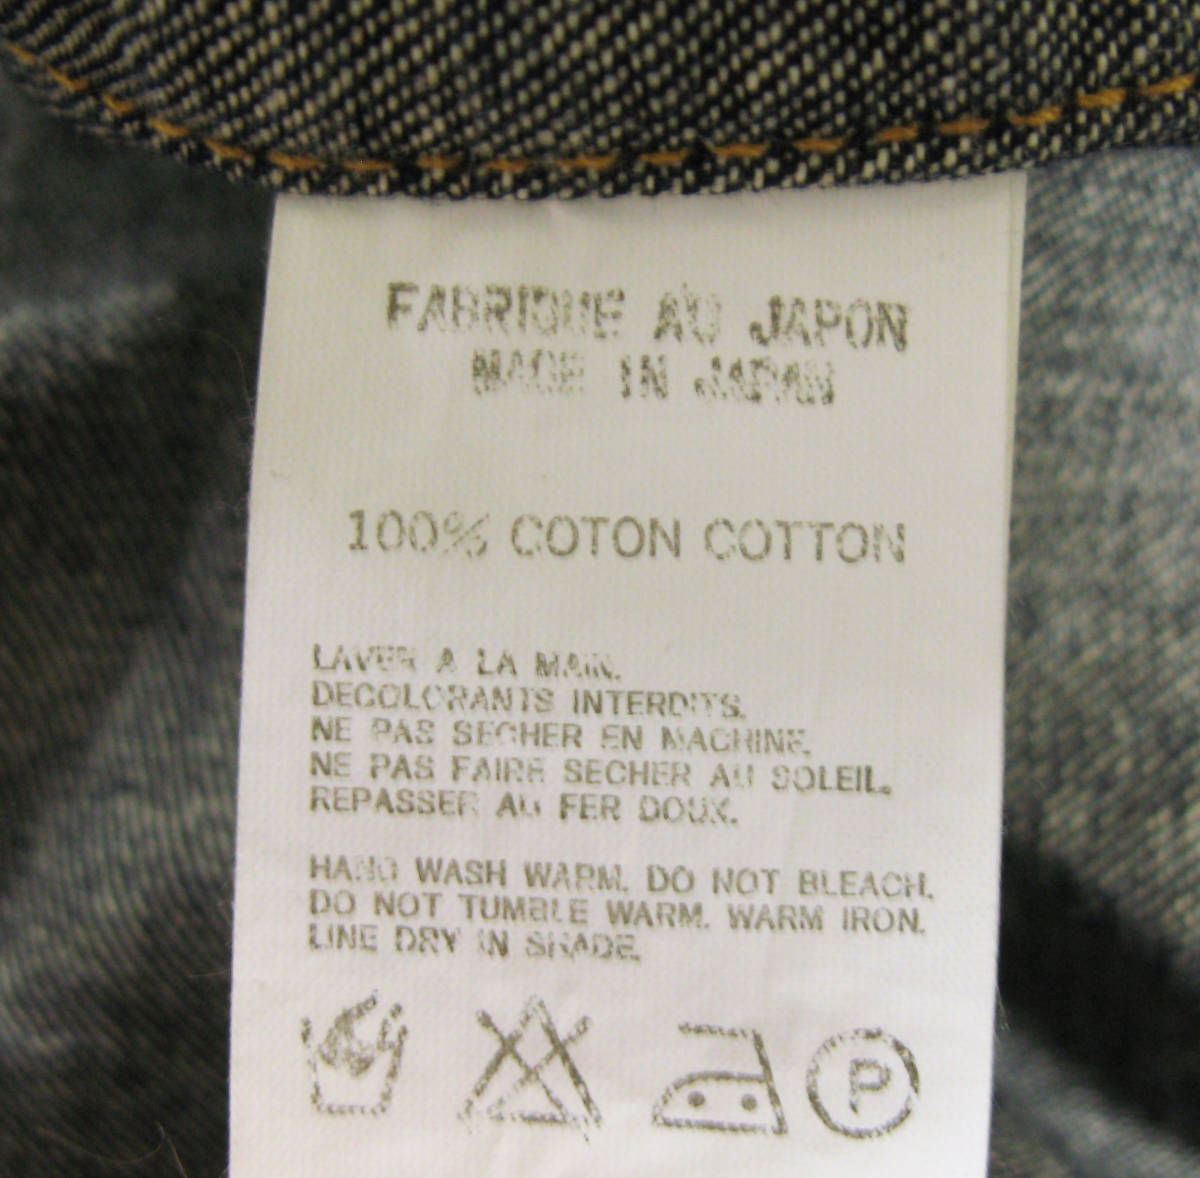 FABRIQUE AU JAPON
MADE IN JAPAN
100% COTON COTTON
LAVER A LA MAIN.
DECOLORANTS INTERDITS.
NE PAS SECHER EN MACHINE.
NE PAS FAIRE SECHER AU SOLEIL.
REPASSER AU FER DOUX.
HAND WASH WARM. DO NOT BLEACH.
DO NOT TUMBLE WARM. WARM IRON.
LINE DRY IN SHADE.
P